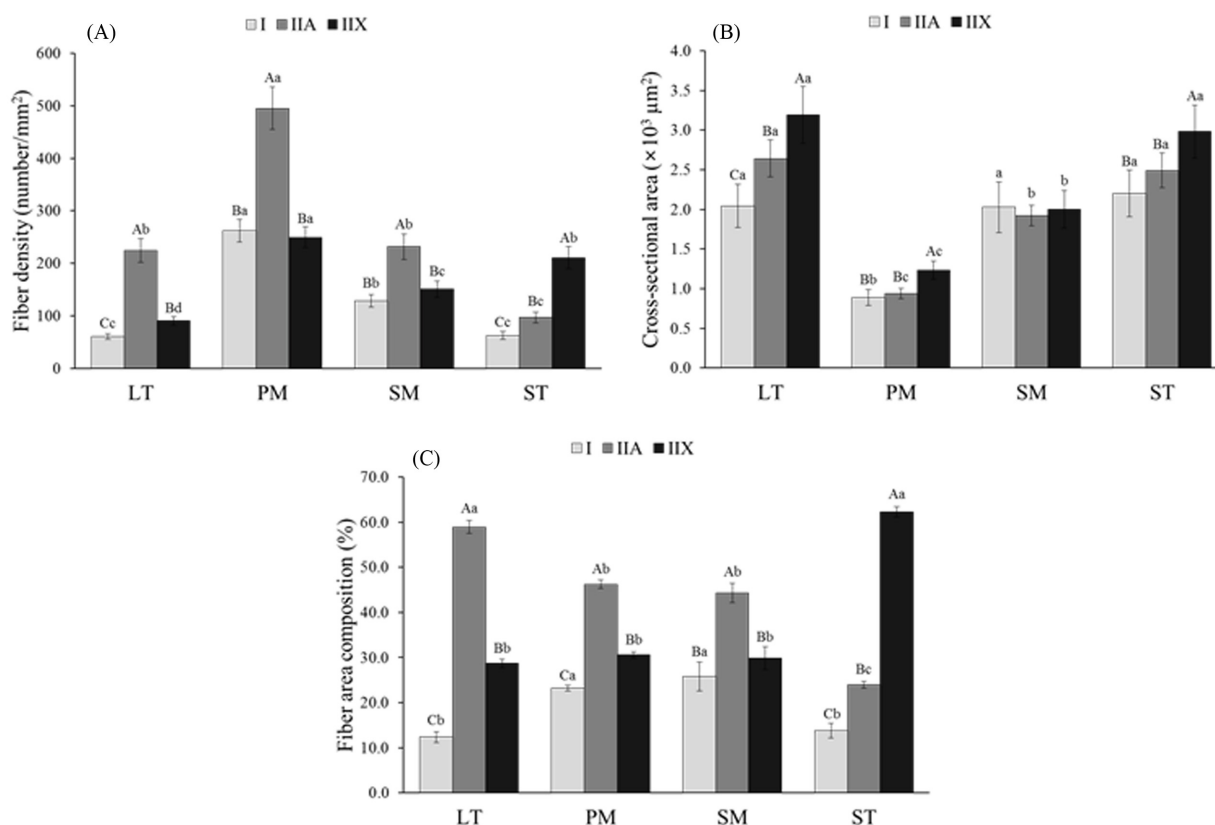 (A)
I IIA IIX
Fiber density (number/mm²)
600
500
400
300
200
100
0
Cc Ab Bd
Ba Aa Ba
Bb Ab Bc
Cc Bc Ab
LT PM SM ST
(B)
I IIA IIX
Cross-sectional area (×10³ μm²)
4.0
3.5
3.0
2.5
2.0
1.5
1.0
0.5
0.0
Ca Ba Aa
Bb Bc Ac
a b b
Ba Ba Aa
LT PM SM ST
(C)
I IIA IIX
Fiber area composition (%)
70.0
60.0
50.0
40.0
30.0
20.0
10.0
0.0
Cb Aa Bb
Ca Ab Bb
Ba Ab Bb
Cb Bc Aa
LT PM SM ST